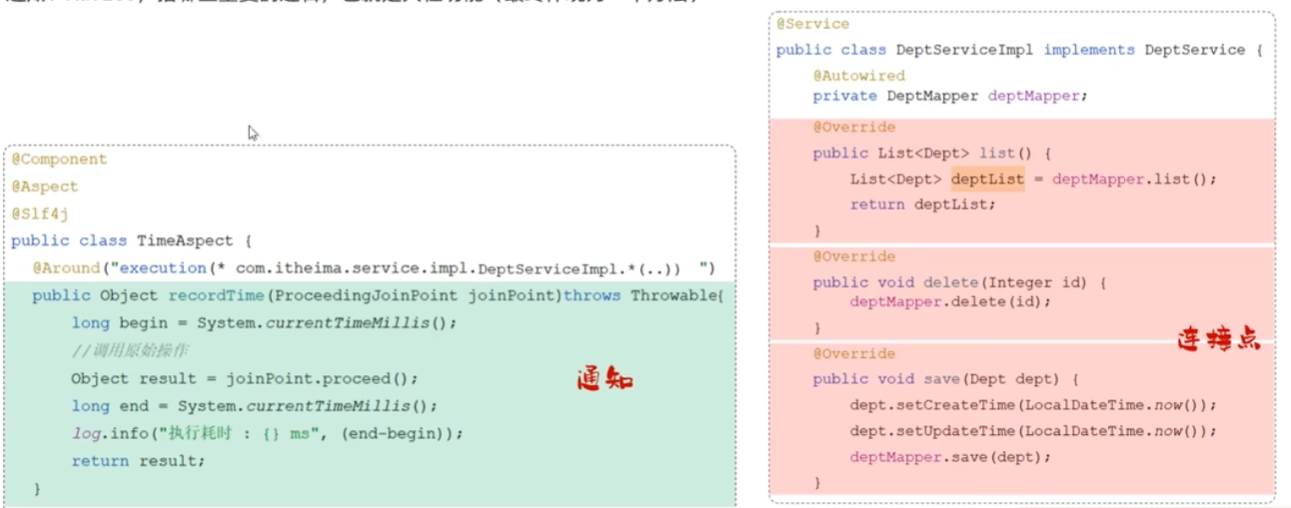 @Component
@Aspect
@Slf4j
public class TimeAspect {
@Around("execution(* com.itheima.service.impl.DeptServiceImpl.*(..))  ")
public Object recordTime(ProceedingJoinPoint joinPoint)throws Throwable{
long begin = System.currentTimeMillis();
//调用原始操作
Object result = joinPoint.proceed();
long end = System.currentTimeMillis();
log.info("执行耗时 : {} ms", (end-begin));
return result;
}
通知
@Service
public class DeptServiceImpl implements DeptService {
@Autowired
private DeptMapper deptMapper;
@Override
public List<Dept> list() {
List<Dept> deptList = deptMapper.list();
return deptList;
}
@Override
public void delete(Integer id) {
deptMapper.delete(id);
}
@Override
public void save(Dept dept) {
dept.setCreateTime(LocalDateTime.now());
dept.setUpdateTime(LocalDateTime.now());
deptMapper.save(dept);
}
连接点